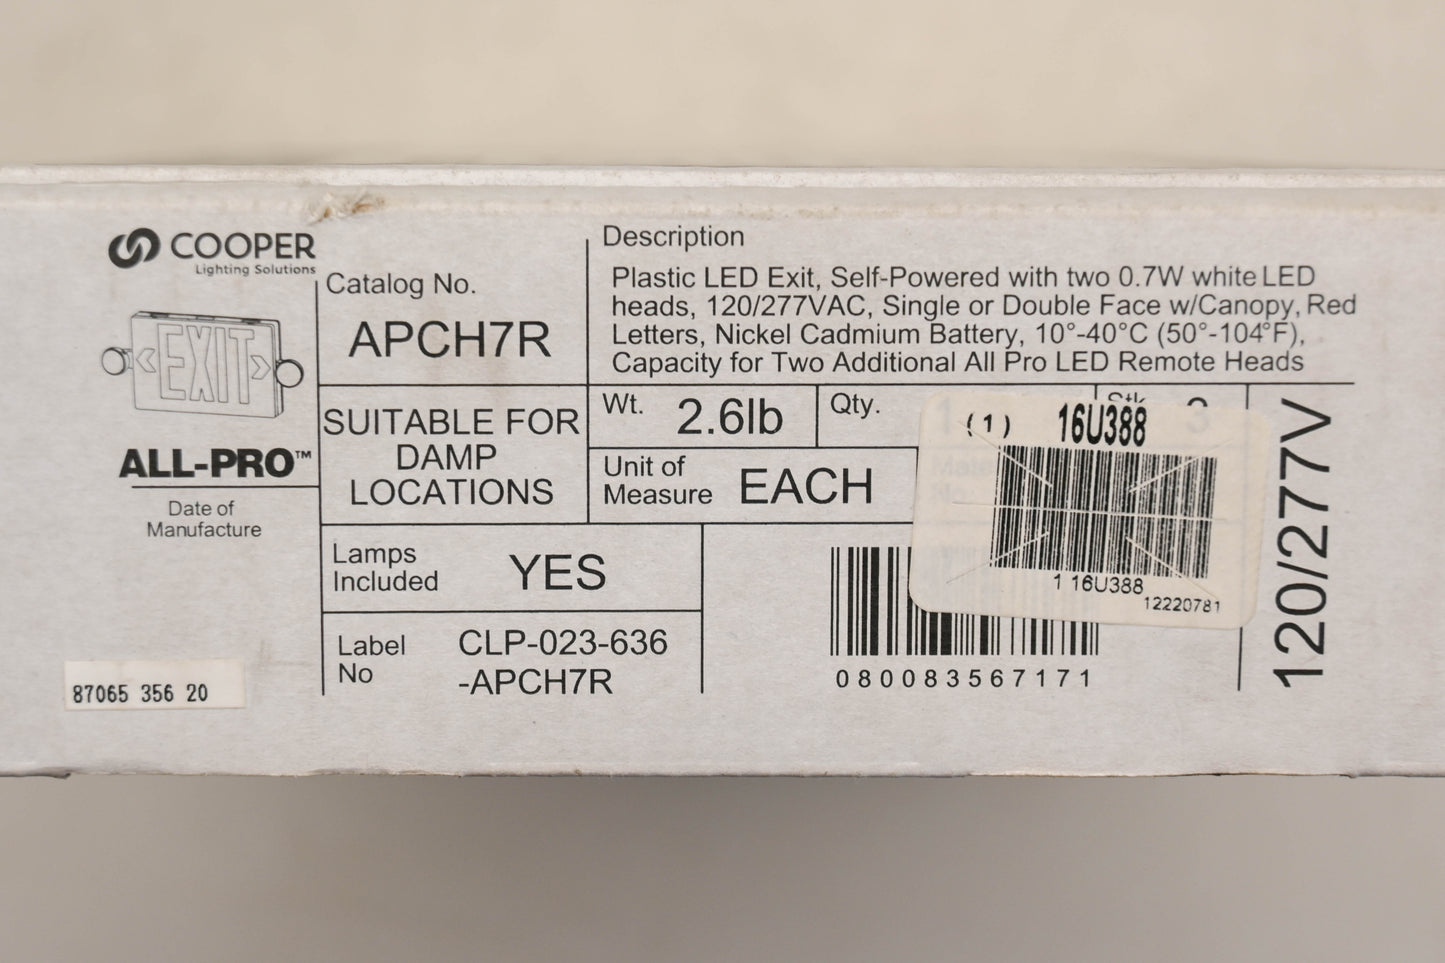 COOPER
Lighting Solutions
EXIT
ALL-PRO™
Date of
Manufacture
87065 356 20
Catalog No.
APCH7R
SUITABLE FOR
DAMP
LOCATIONS
Lamps
Included
YES
Label
No
CLP-023-636
-APCH7R
Description
Plastic LED Exit, Self-Powered with two 0.7W white LED
heads, 120/277VAC, Single or Double Face w/Canopy, Red
Letters, Nickel Cadmium Battery, 10°-40°C (50°-104°F),
Capacity for Two Additional All Pro LED Remote Heads
Wt. 2.6lb
Qty.
Unit of
Measure
EACH
(1) 16U388
1 16U388
12220781
080083567171
120/277V